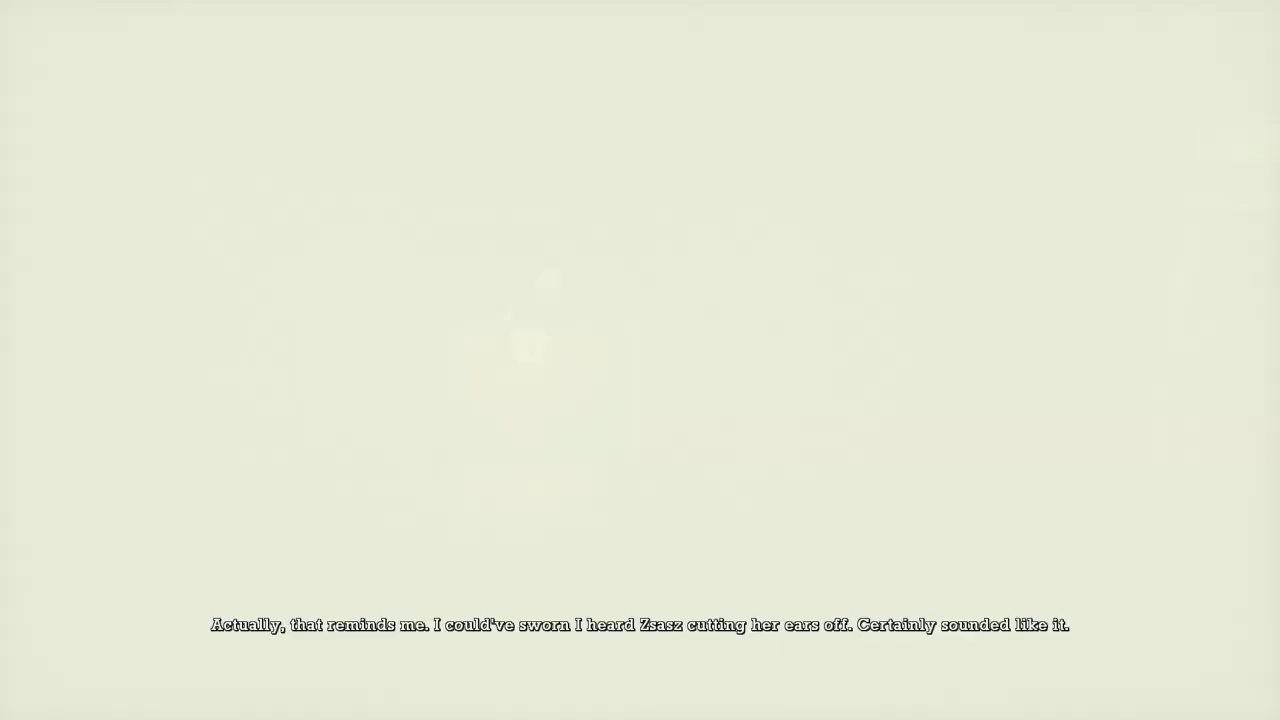 Actually, that reminds me. I could've sworn I heard Zsasz cutting her ears off. Certainly sounded like it.